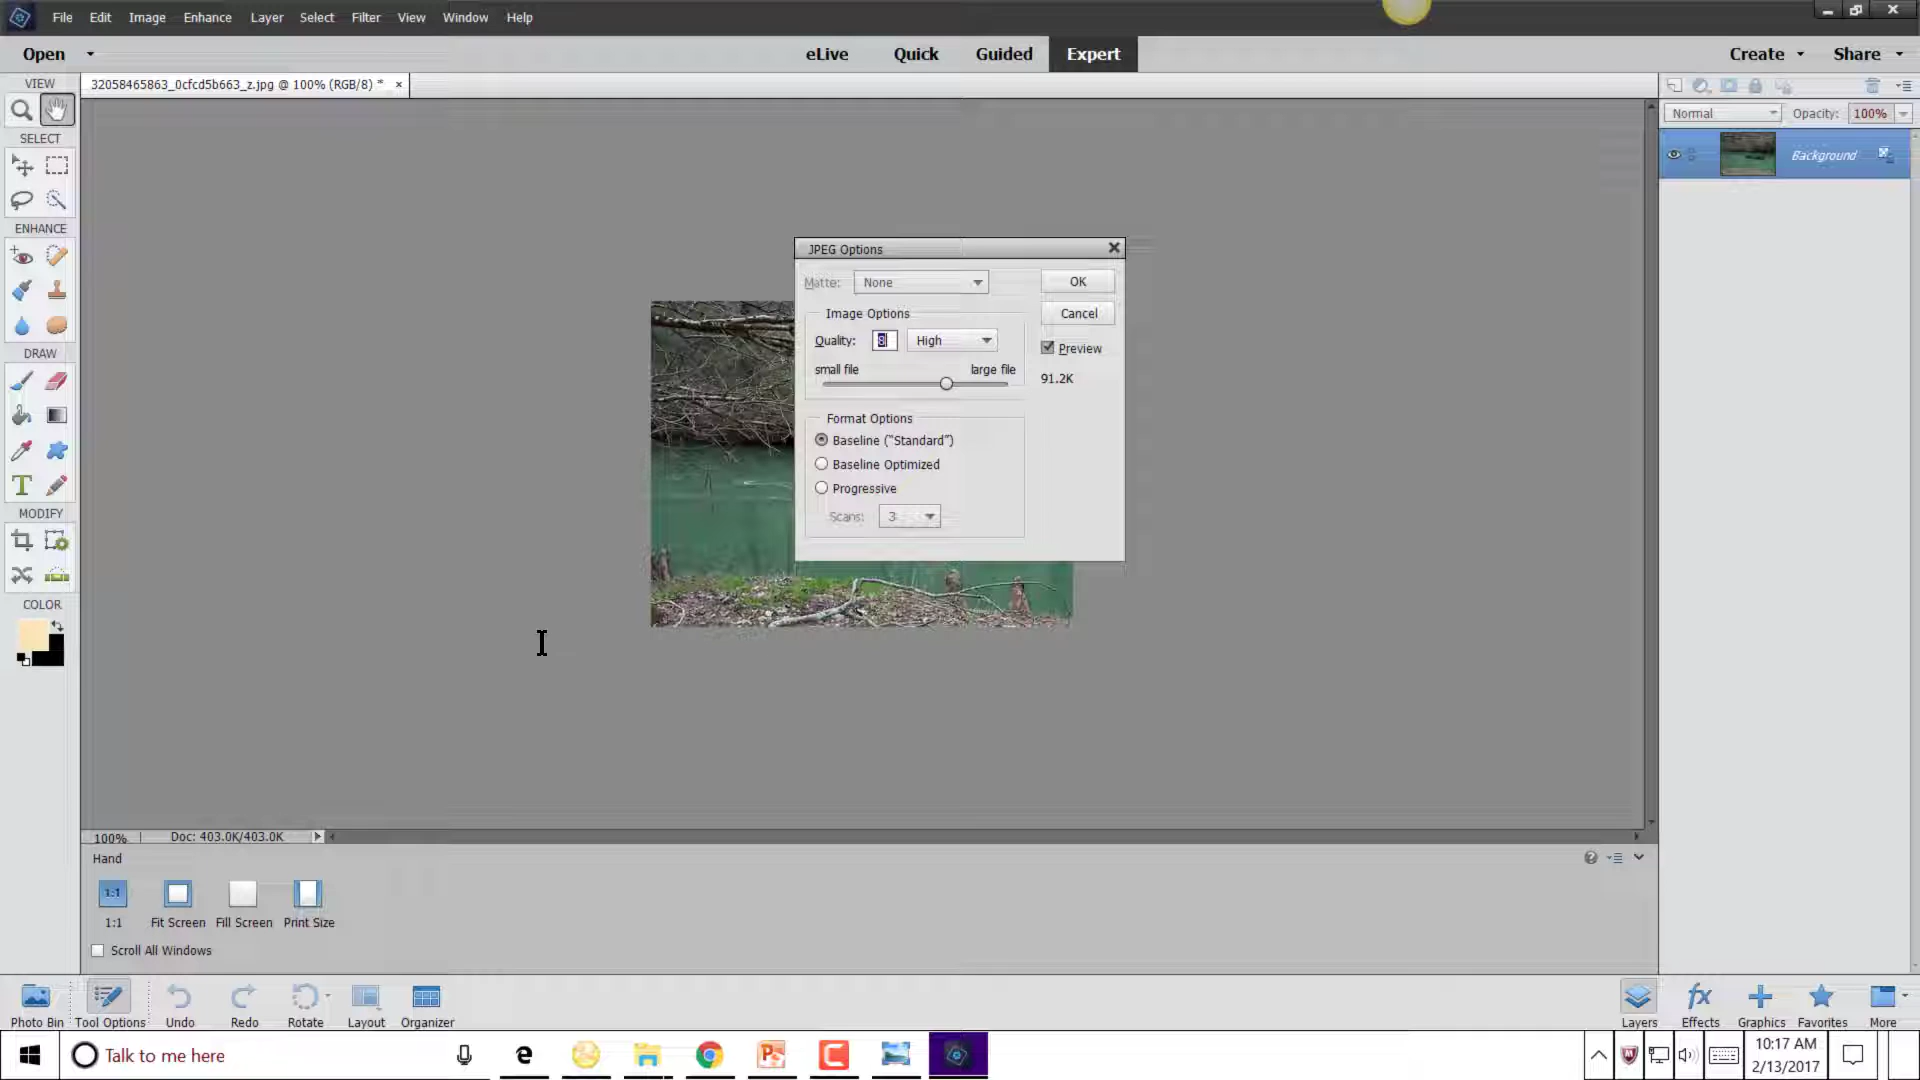 File Edit Image Enhance Layer Select Filter View Window Help
Open eLive Quick Guided Expert Create Share
VIEW
32058465863_0cfcd5b663_z.jpg @ 100% (RGB/8) * ×
Normal Opacity: 100%
SELECT
Background
ENHANCE
JPEG Options
Matte: None OK
Image Options Cancel
Quality: 8 High Preview
small file large file 91.2K
DRAW
Format Options
Baseline ("Standard")
Baseline Optimized
Progressive
Scans: 3
MODIFY
COLOR
100% Doc: 403.0K/403.0K
Hand
1:1
1:1 Fit Screen Fill Screen Print Size
Scroll All Windows
Photo Bin Tool Options Undo Redo Rotate Layout Organizer Layers Effects Graphics Favorites More
Talk to me here
10:17 AM
2/13/2017